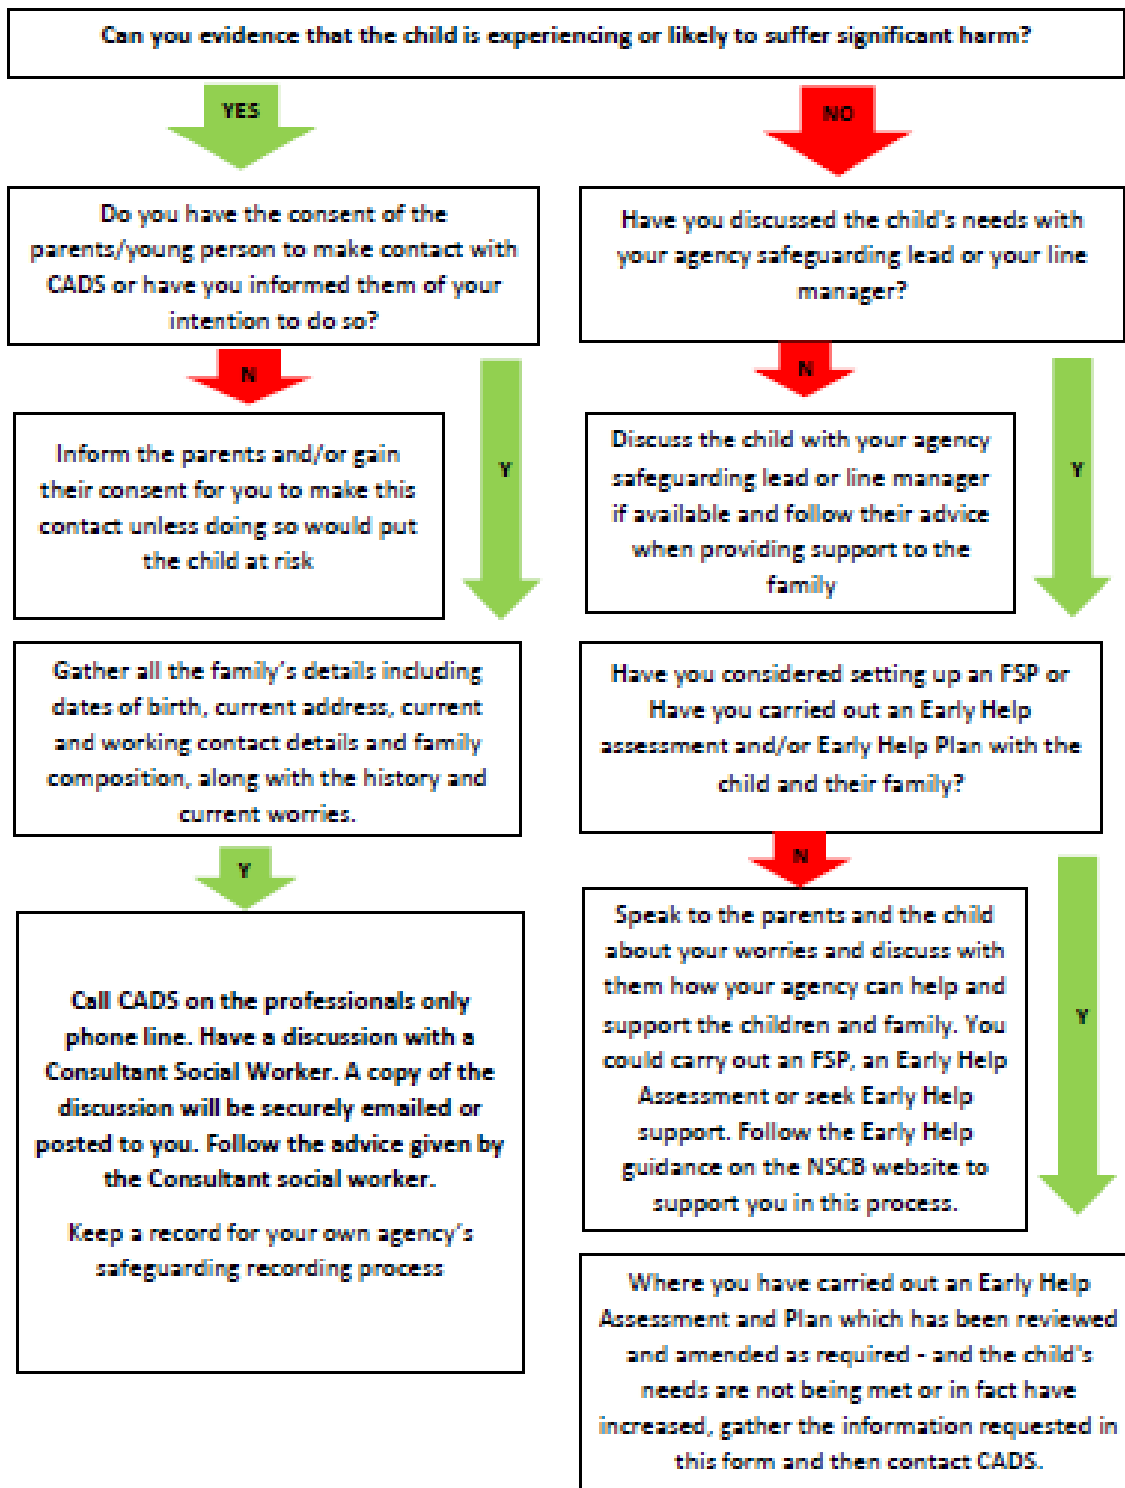 Can you evidence that the child is experiencing or likely to suffer significant harm?
YES
NO
Do you have the consent of the
parents/young person to make contact with
CADS or have you informed them of your
intention to do so?
Have you discussed the child's needs with
your agency safeguarding lead or your line
manager?
N
Y
N
Y
Inform the parents and/or gain
their consent for you to make this
contact unless doing so would put
the child at risk
Discuss the child with your agency
safeguarding lead or line manager
if available and follow their advice
when providing support to the
family
Gather all the family's details including
dates of birth, current address, current
and working contact details and family
composition, along with the history and
current worries.
Have you considered setting up an FSP or
Have you carried out an Early Help
assessment and/or Early Help Plan with the
child and their family?
Y
N
Y
Call CADS on the professionals only
phone line. Have a discussion with a
Consultant Social Worker. A copy of the
discussion will be securely emailed or
posted to you. Follow the advice given by
the Consultant social worker.
Keep a record for your own agency's
safeguarding recording process
Speak to the parents and the child
about your worries and discuss with
them how your agency can help and
support the children and family. You
could carry out an FSP, an Early Help
Assessment or seek Early Help
support. Follow the Early Help
guidance on the NSCB website to
support you in this process.
Where you have carried out an Early Help
Assessment and Plan which has been reviewed
and amended as required - and the child's
needs are not being met or in fact have
increased, gather the information requested in
this form and then contact CADS.